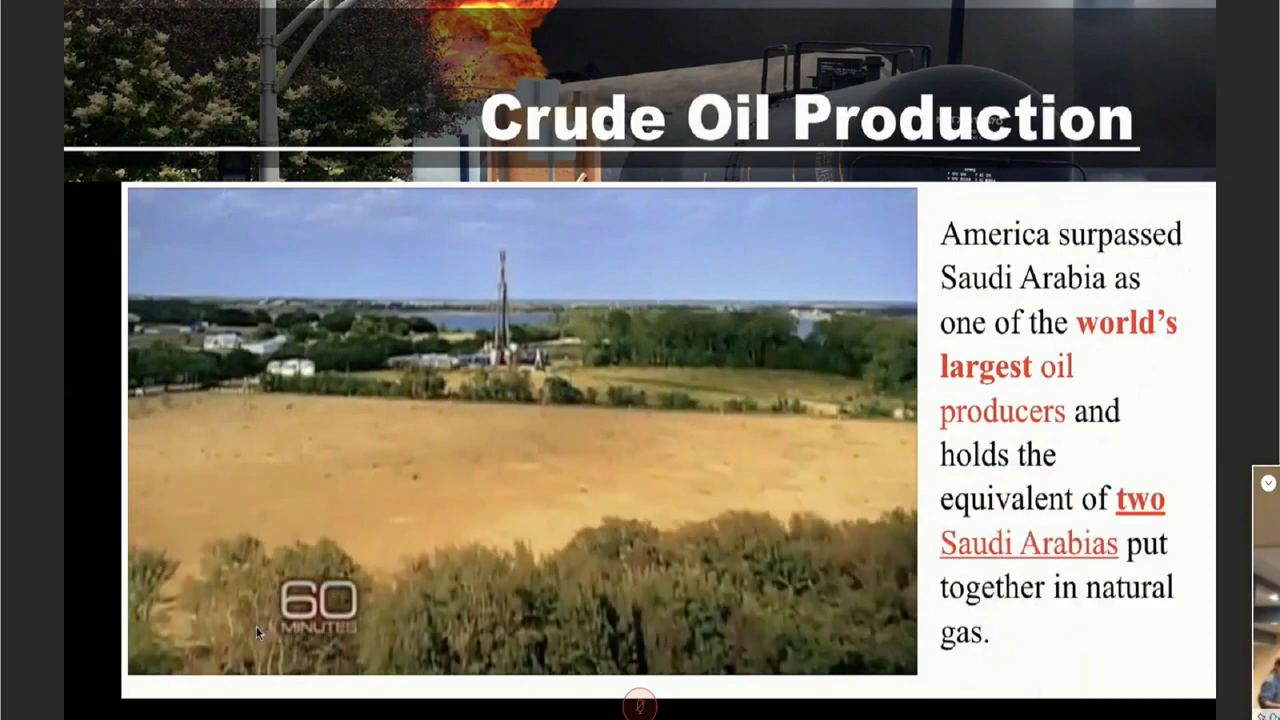 Crude Oil Production
America surpassed
Saudi Arabia as
one of the world's
largest oil
producers and
holds the
equivalent of two
Saudi Arabias put
together in natural
gas.
60
MINUTES